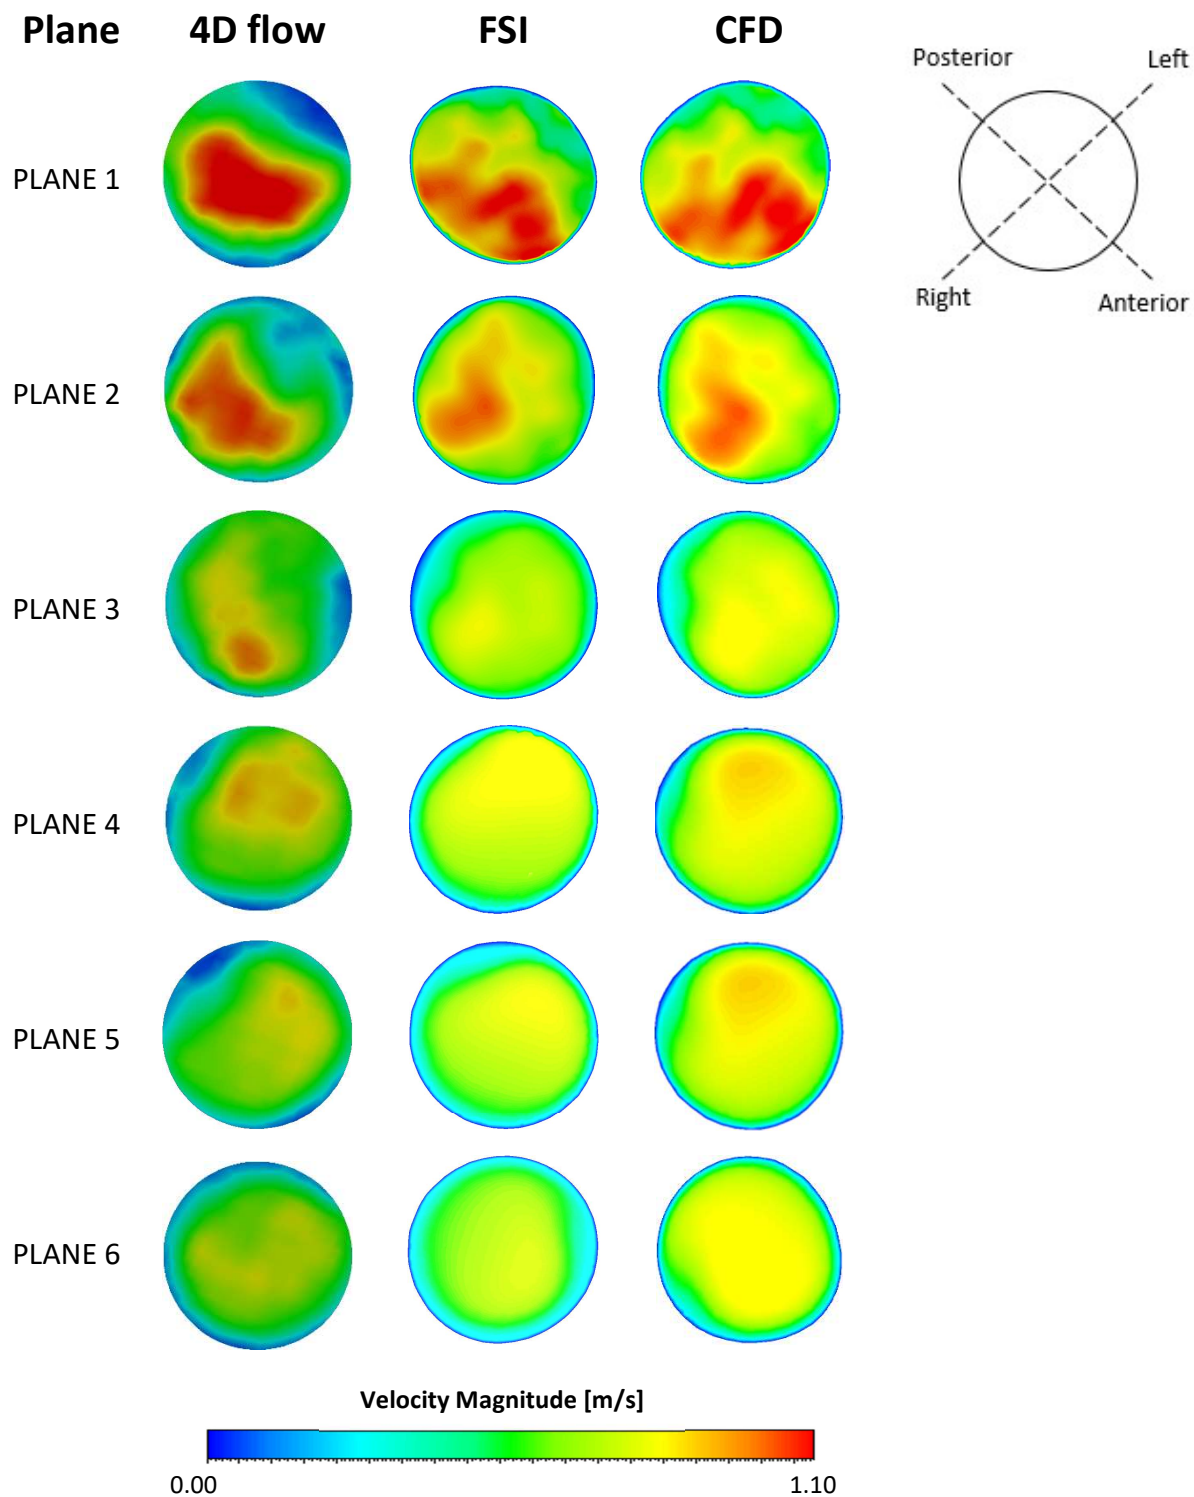 Plane 4D flow FSI CFD
Posterior Left
PLANE 1
Right Anterior
PLANE 2
PLANE 3
PLANE 4
PLANE 5
PLANE 6
Velocity Magnitude [m/s]
0.00 1.10